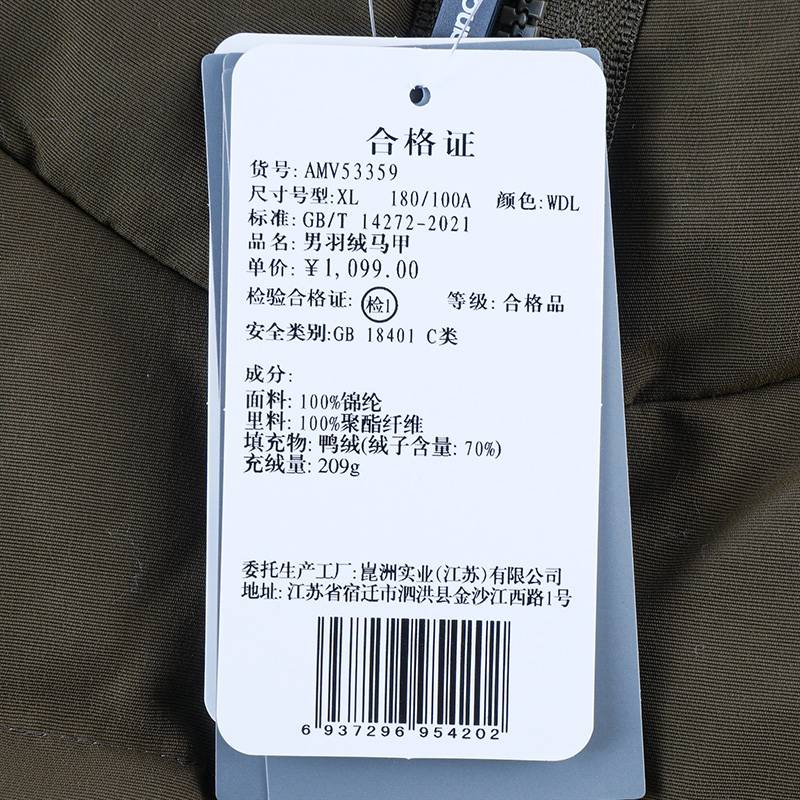 合格证
货号: AMV53359
尺寸号型:XL 180/100A 颜色:WDL
标准: GB/T 14272-2021
品名: 男羽绒马甲
单价: ￥1,099.00
检验合格证: 检1 等级: 合格品
安全类别:GB 18401 C类
成分:
面料: 100%锦纶
里料: 100%聚酯纤维
填充物: 鸭绒(绒子含量: 70%)
充绒量: 209g
委托生产工厂: 崑洲实业(江苏)有限公司
地址: 江苏省宿迁市泗洪县金沙江西路1号
6 937296 954202